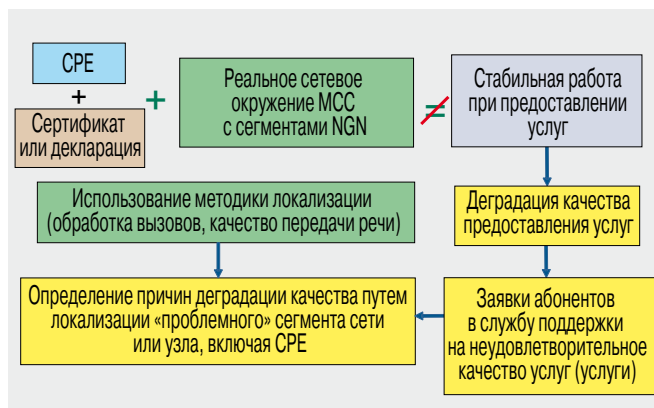 CPE
+
Сертификат
или декларация
+
Реальное сетевое
окружение МСС
с сегментами NGN
≠
Стабильная работа
при предоставлении
услуг
Использование методики локализации
(обработка вызовов, качество передачи речи)
Деградация качества
предоставления услуг
Определение причин деградации качества путем
локализации «проблемного» сегмента сети
или узла, включая CPE
Заявки абонентов
в службу поддержки
на неудовлетворительное
качество услуг (услуги)